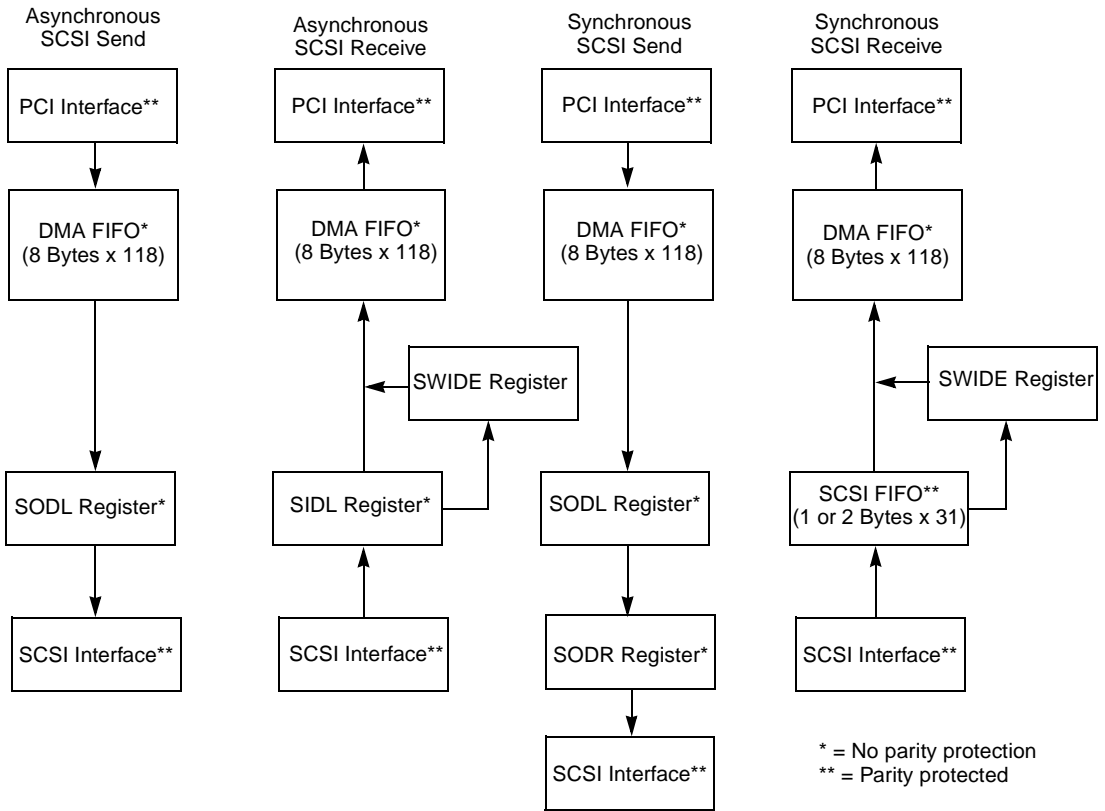 Asynchronous
SCSI Send
PCI Interface**
DMA FIFO*
(8 Bytes x 118)
SODL Register*
SCSI Interface**
Asynchronous
SCSI Receive
PCI Interface**
DMA FIFO*
(8 Bytes x 118)
SWIDE Register
SIDL Register*
SCSI Interface**
Synchronous
SCSI Send
PCI Interface**
DMA FIFO*
(8 Bytes x 118)
SODL Register*
SODR Register*
SCSI Interface**
Synchronous
SCSI Receive
PCI Interface**
DMA FIFO*
(8 Bytes x 118)
SWIDE Register
SCSI FIFO**
(1 or 2 Bytes x 31)
SCSI Interface**
* = No parity protection
** = Parity protected